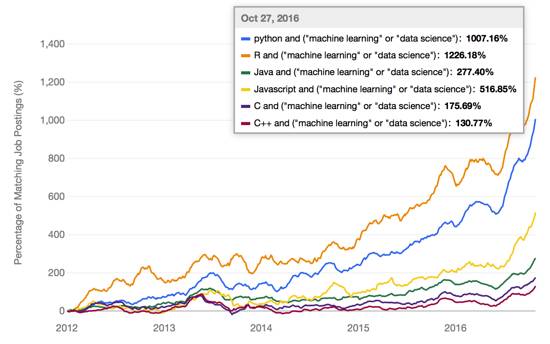 Oct 27, 2016
python and ("machine learning" or "data science"): 1007.16%
R and ("machine learning" or "data science"): 1226.18%
Java and ("machine learning" or "data science"): 277.40%
Javascript and ("machine learning" or "data science"): 516.85%
C and ("machine learning" or "data science"): 175.69%
C++ and ("machine learning" or "data science"): 130.77%
Percentage of Matching Job Postings (%)
1,400
1,200
1,000
800
600
400
200
0
2012 2013 2014 2015 2016